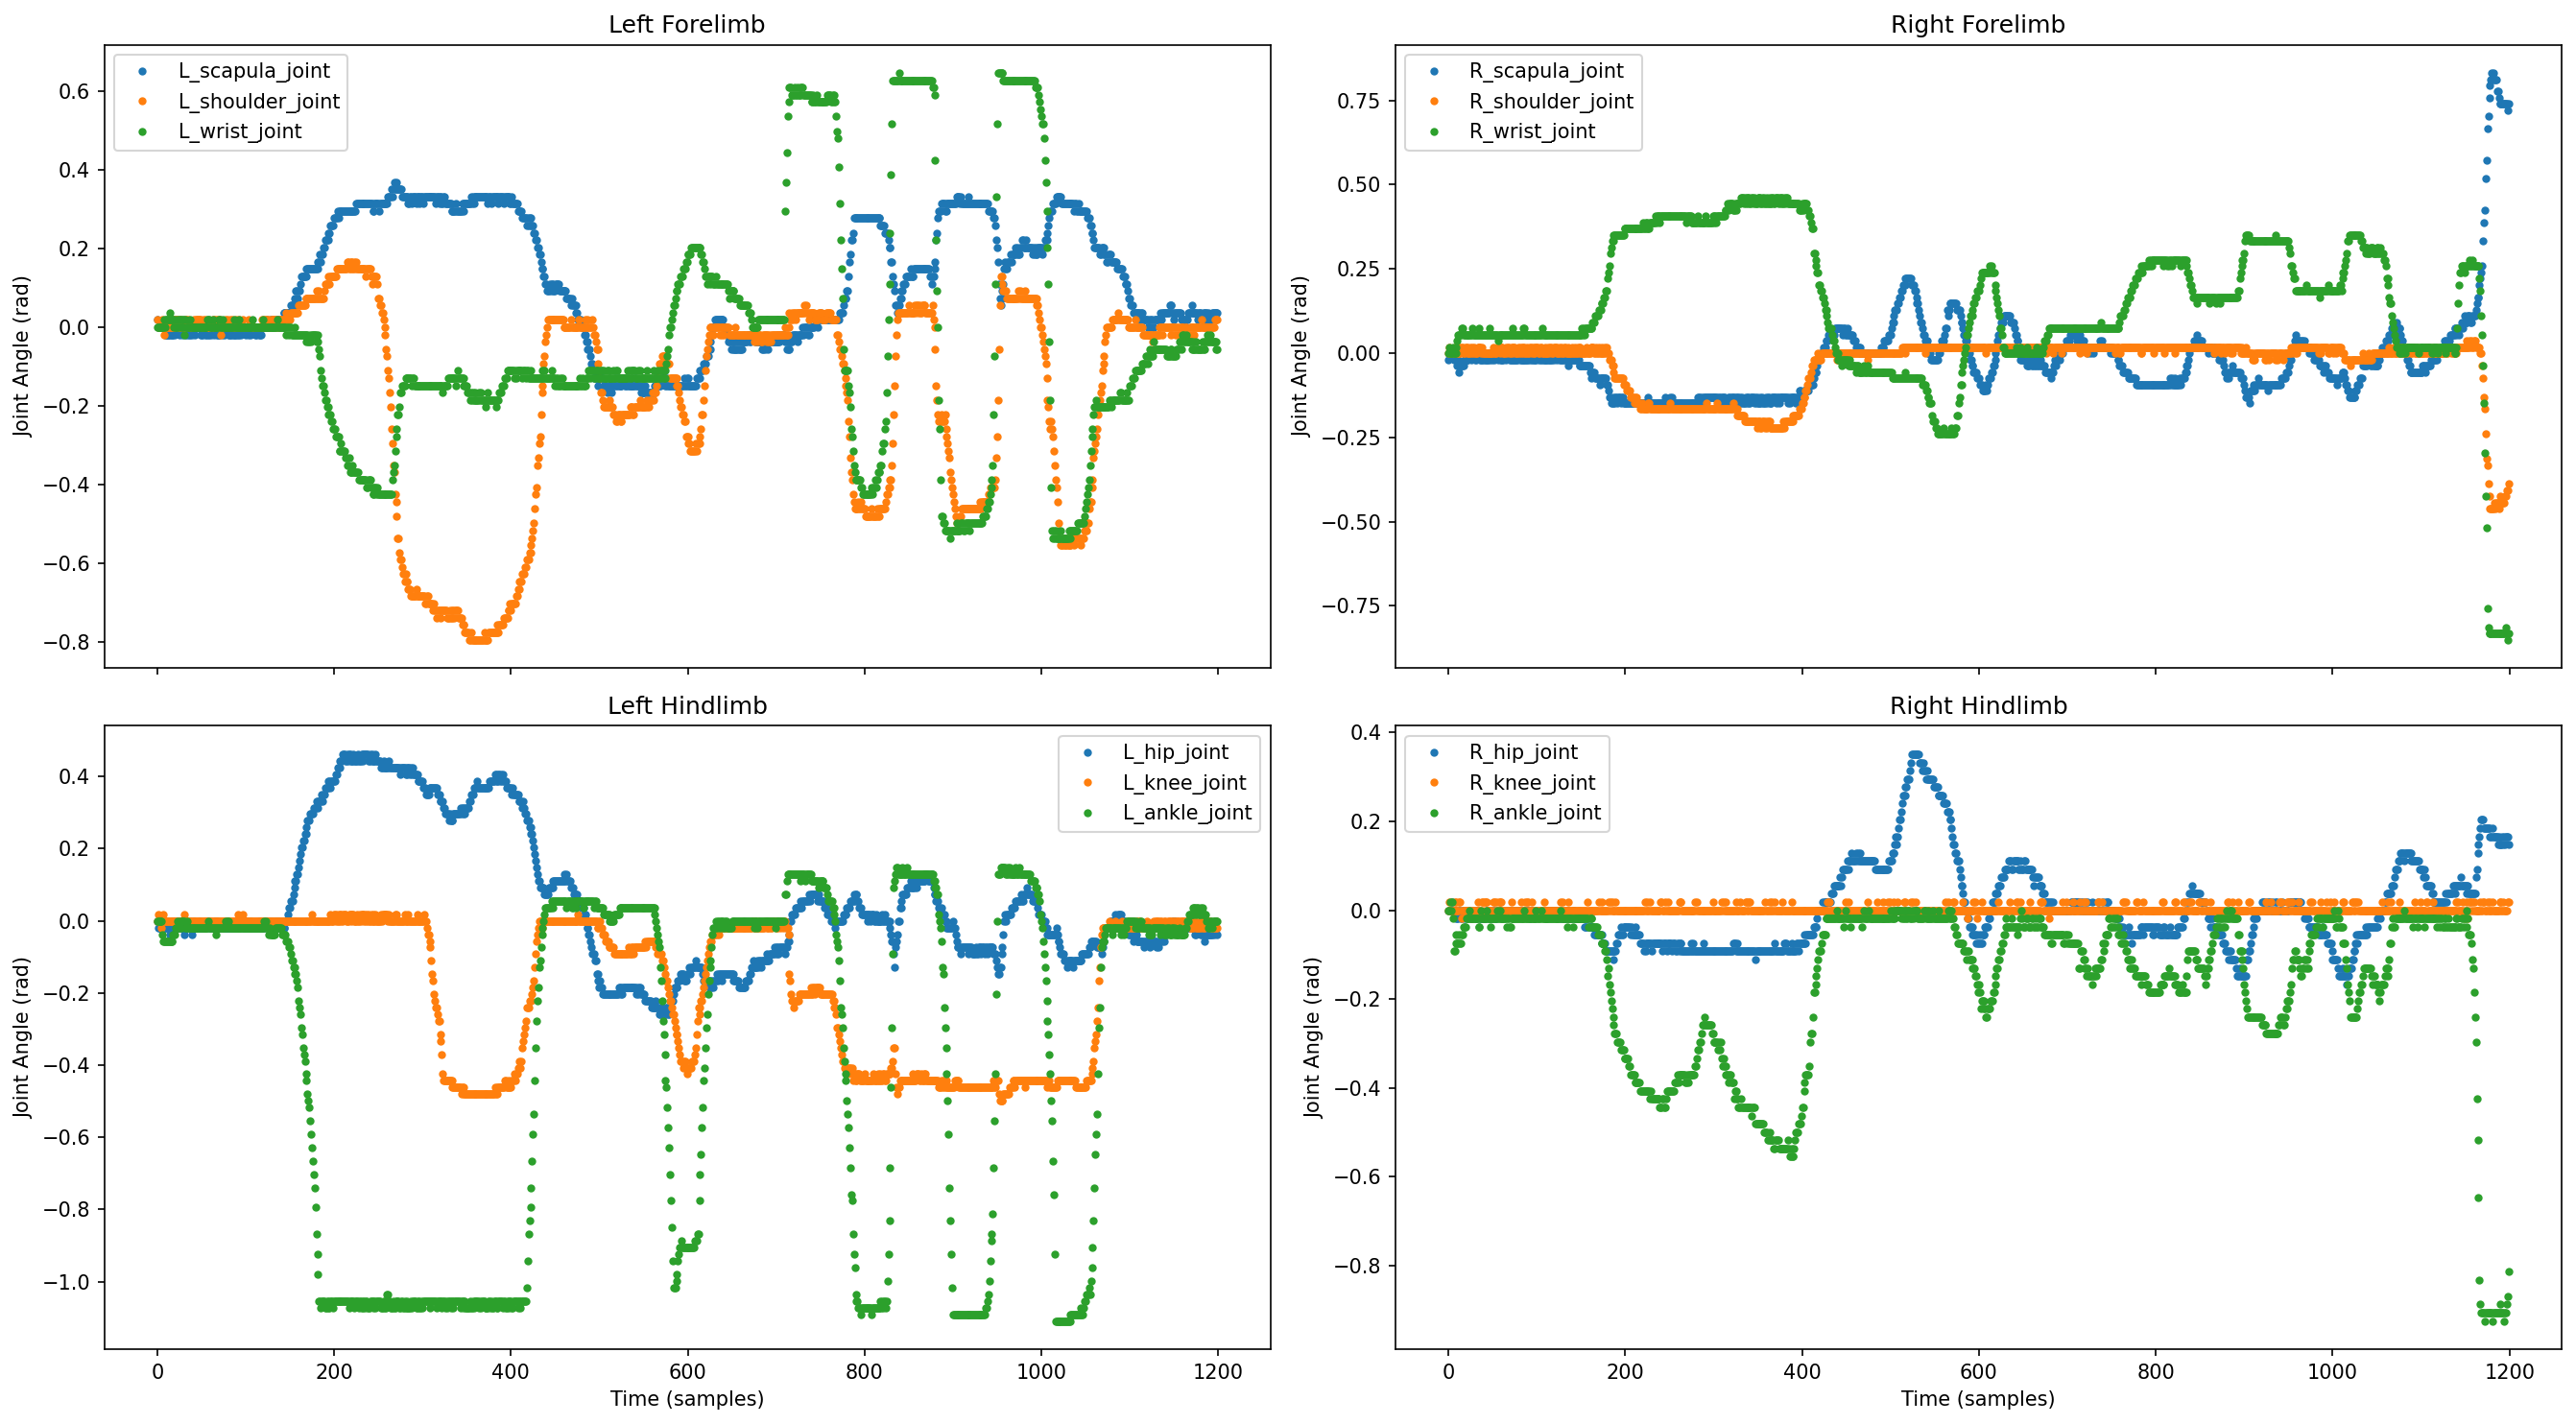 Left Forelimb
L_scapula_joint
L_shoulder_joint
L_wrist_joint
Joint Angle (rad)
0.6
0.4
0.2
0.0
−0.2
−0.4
−0.6
−0.8
Right Forelimb
R_scapula_joint
R_shoulder_joint
R_wrist_joint
Joint Angle (rad)
0.75
0.50
0.25
0.00
−0.25
−0.50
−0.75
Left Hindlimb
L_hip_joint
L_knee_joint
L_ankle_joint
Joint Angle (rad)
0.4
0.2
0.0
−0.2
−0.4
−0.6
−0.8
−1.0
0 200 400 600 800 1000 1200
Time (samples)
Right Hindlimb
R_hip_joint
R_knee_joint
R_ankle_joint
Joint Angle (rad)
0.4
0.2
0.0
−0.2
−0.4
−0.6
−0.8
0 200 400 600 800 1000 1200
Time (samples)